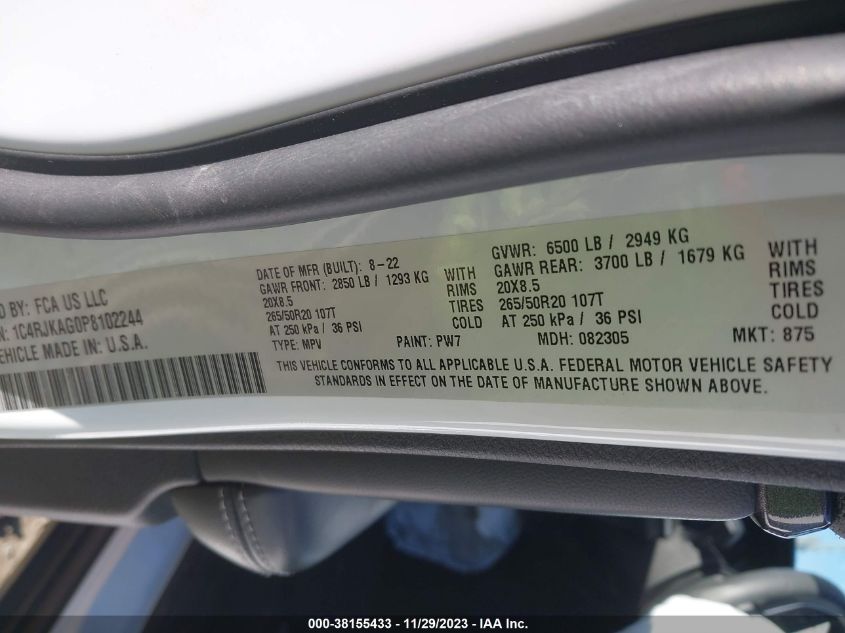 D BY: FCA US LLC
1C4RJKAG0P8102244
VEHICLE MADE IN: U.S.A.
DATE OF MFR (BUILT): 8-22
GAWR FRONT: 2850 LB / 1293 KG WITH
20X8.5 RIMS
265/50R20 107T TIRES
AT 250 kPa / 36 PSI COLD
TYPE: MPV PAINT: PW7
GVWR: 6500 LB / 2949 KG
GAWR REAR: 3700 LB / 1679 KG WITH
20X8.5 RIMS
265/50R20 107T TIRES
AT 250 kPa / 36 PSI COLD
MDH: 082305 MKT: 875
THIS VEHICLE CONFORMS TO ALL APPLICABLE U.S.A. FEDERAL MOTOR VEHICLE SAFETY
STANDARDS IN EFFECT ON THE DATE OF MANUFACTURE SHOWN ABOVE.
000-38155433 - 11/29/2023 - IAA Inc.